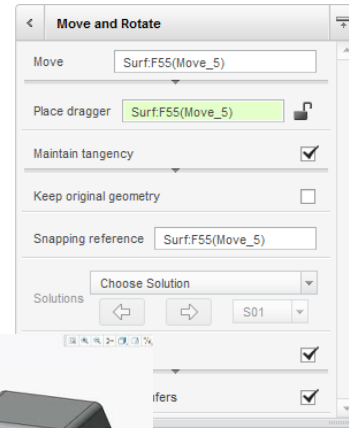 Move and Rotate
Move Surf:F55(Move_5)
Place dragger Surf:F55(Move_5)
Maintain tangency
Keep original geometry
Snapping reference Surf:F55(Move_5)
Choose Solution
Solutions
S01